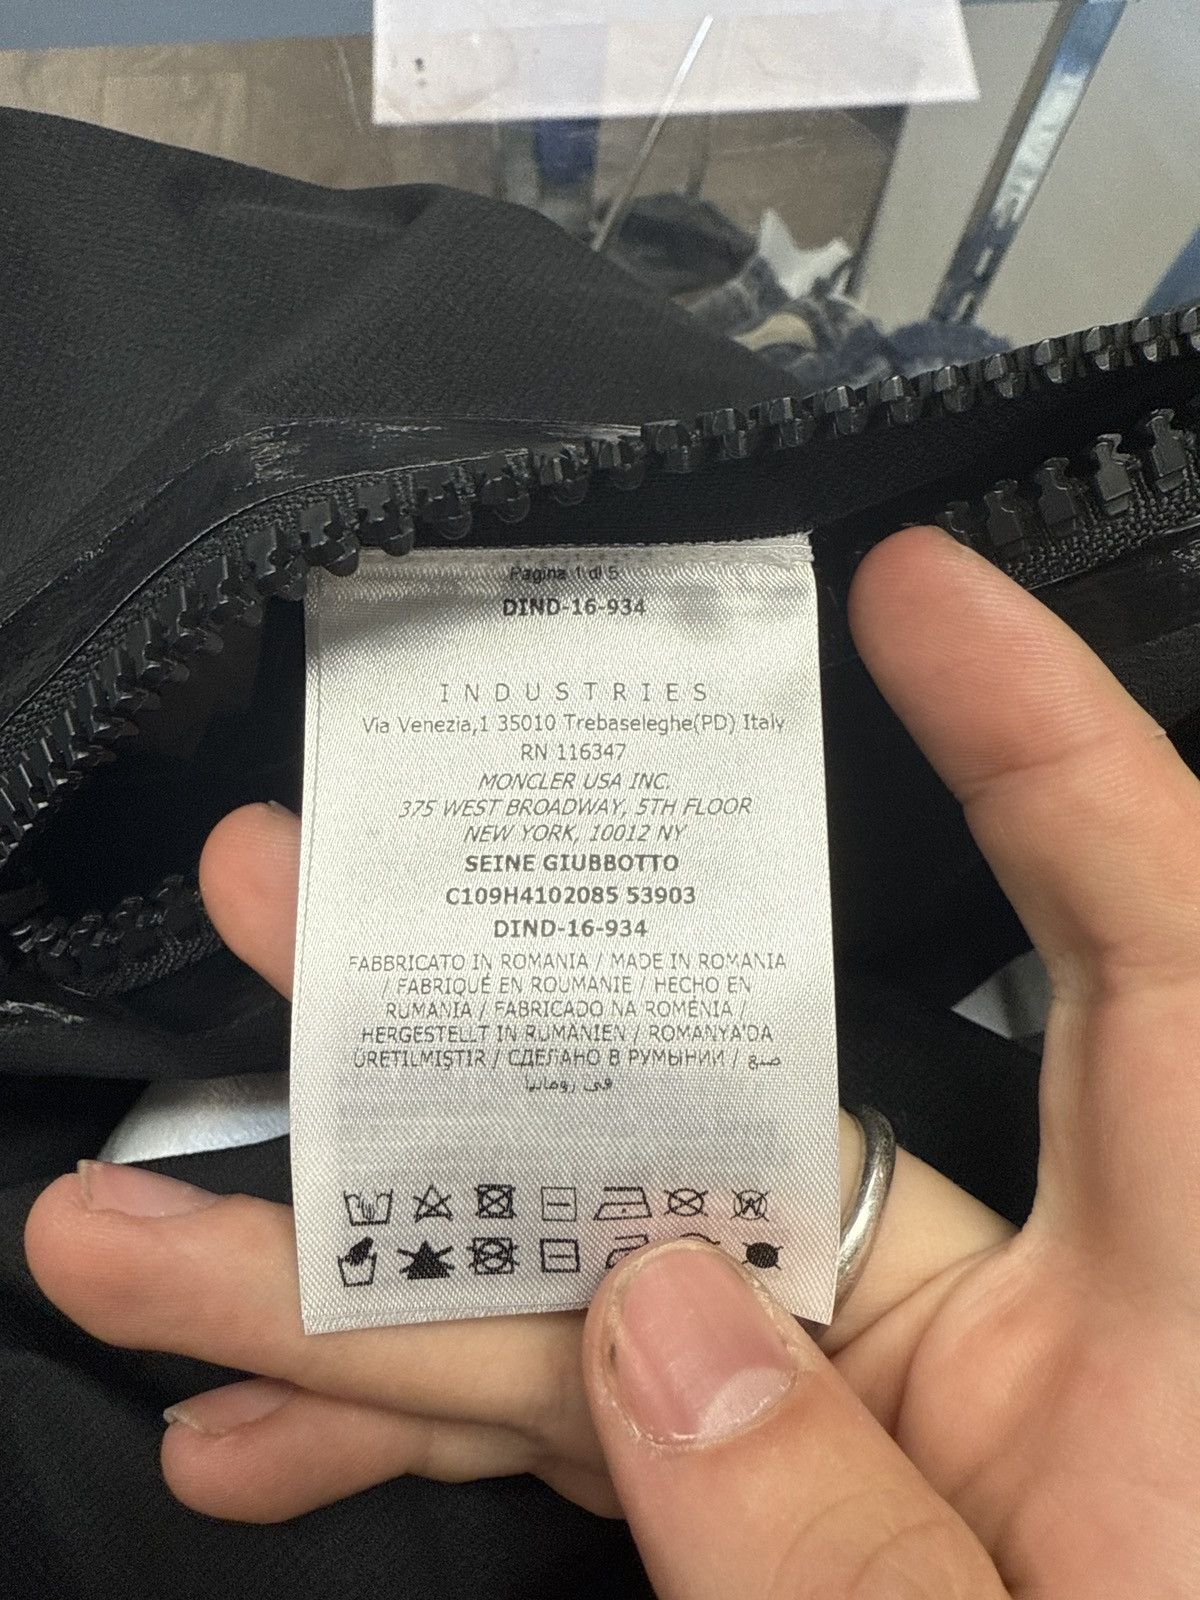 Pagina 1 di 5
DIND-16-934
INDUSTRIES
Via Venezia,1 35010 Trebaseleghe(PD) Italy
RN 116347
MONCLER USA INC.
375 WEST BROADWAY, 5TH FLOOR
NEW YORK, 10012 NY
SEINE GIUBBOTTO
C109H4102085 53903
DIND-16-934
FABBRICATO IN ROMANIA / MADE IN ROMANIA
/ FABRIQUÉ EN ROUMANIE / HECHO EN
RUMANIA / FABRICADO NA ROMÉNIA /
HERGESTELLT IN RUMANIEN / ROMANYA'DA
ÜRETILMIŞTIR / СДЕЛАНО В РУМЫНИИ / صنع
في رومانيا